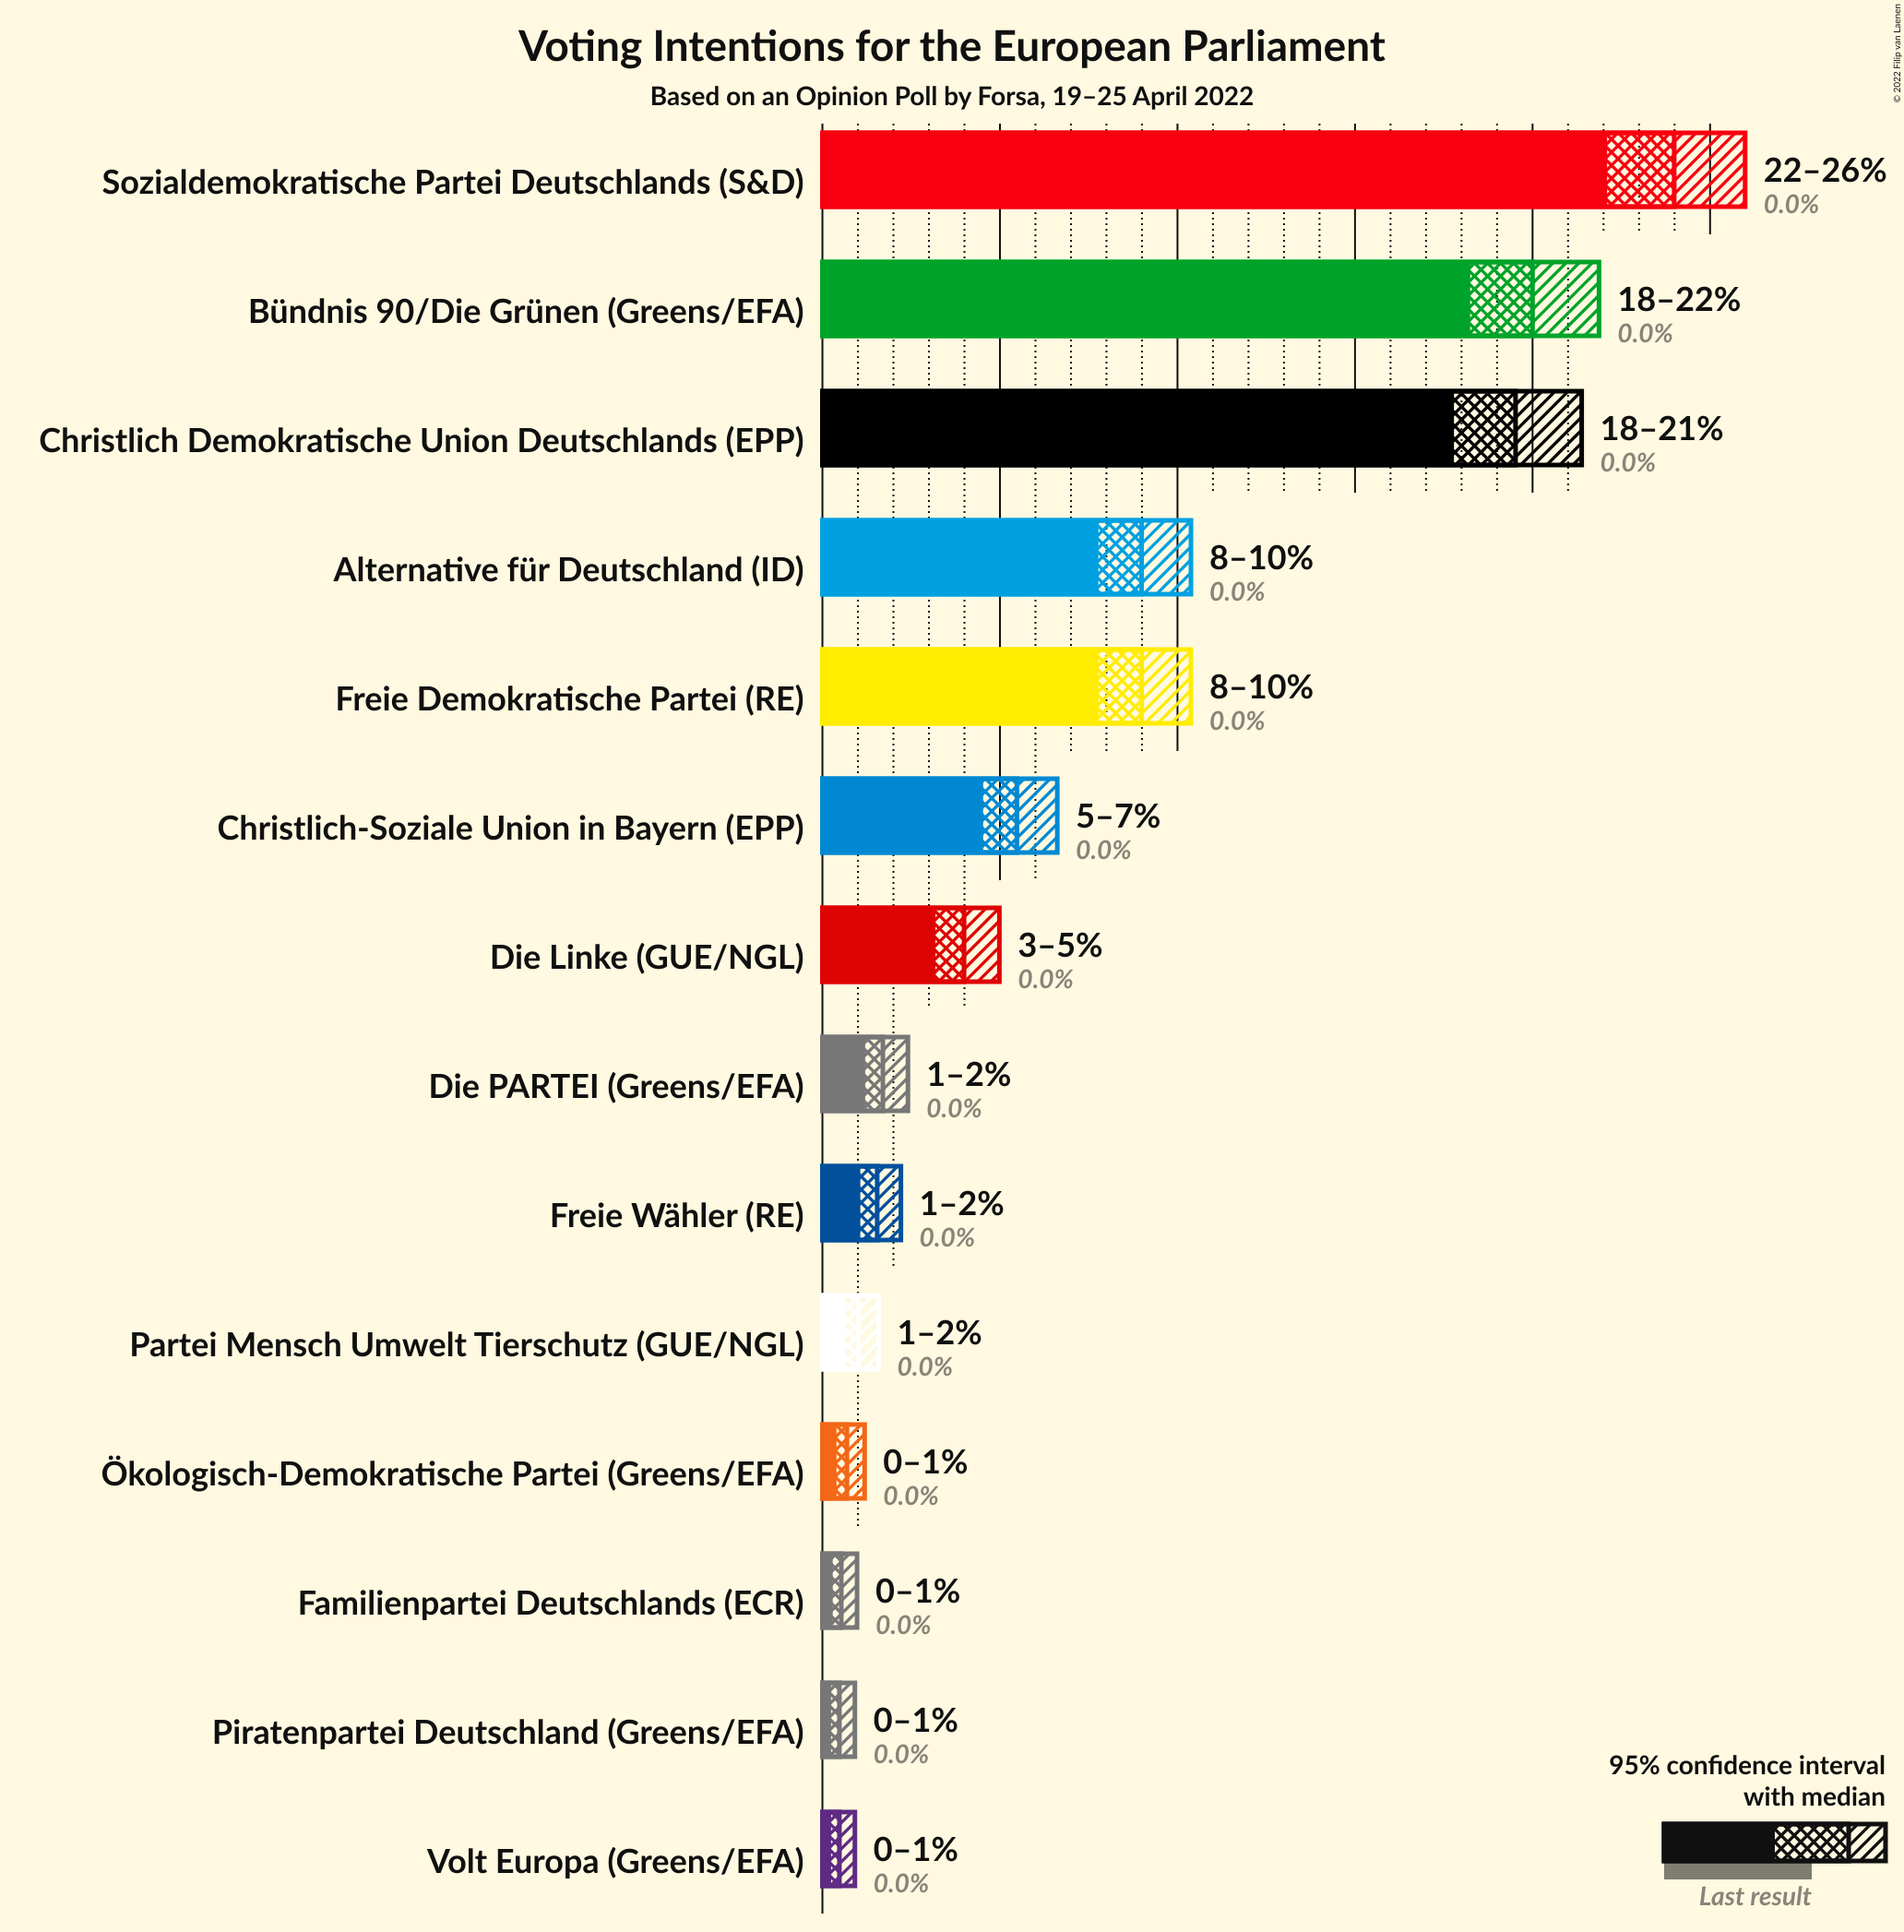 Voting Intentions for the European Parliament
Based on an Opinion Poll by Forsa, 19–25 April 2022
© 2022 Filip van Laenen
Sozialdemokratische Partei Deutschlands (S&D)
22–26%
0.0%
Bündnis 90/Die Grünen (Greens/EFA)
18–22%
0.0%
Christlich Demokratische Union Deutschlands (EPP)
18–21%
0.0%
Alternative für Deutschland (ID)
8–10%
0.0%
Freie Demokratische Partei (RE)
8–10%
0.0%
Christlich-Soziale Union in Bayern (EPP)
5–7%
0.0%
Die Linke (GUE/NGL)
3–5%
0.0%
Die PARTEI (Greens/EFA)
1–2%
0.0%
Freie Wähler (RE)
1–2%
0.0%
Partei Mensch Umwelt Tierschutz (GUE/NGL)
1–2%
0.0%
Ökologisch-Demokratische Partei (Greens/EFA)
0–1%
0.0%
Familienpartei Deutschlands (ECR)
0–1%
0.0%
Piratenpartei Deutschland (Greens/EFA)
0–1%
0.0%
Volt Europa (Greens/EFA)
0–1%
0.0%
95% confidence interval
with median
Last result